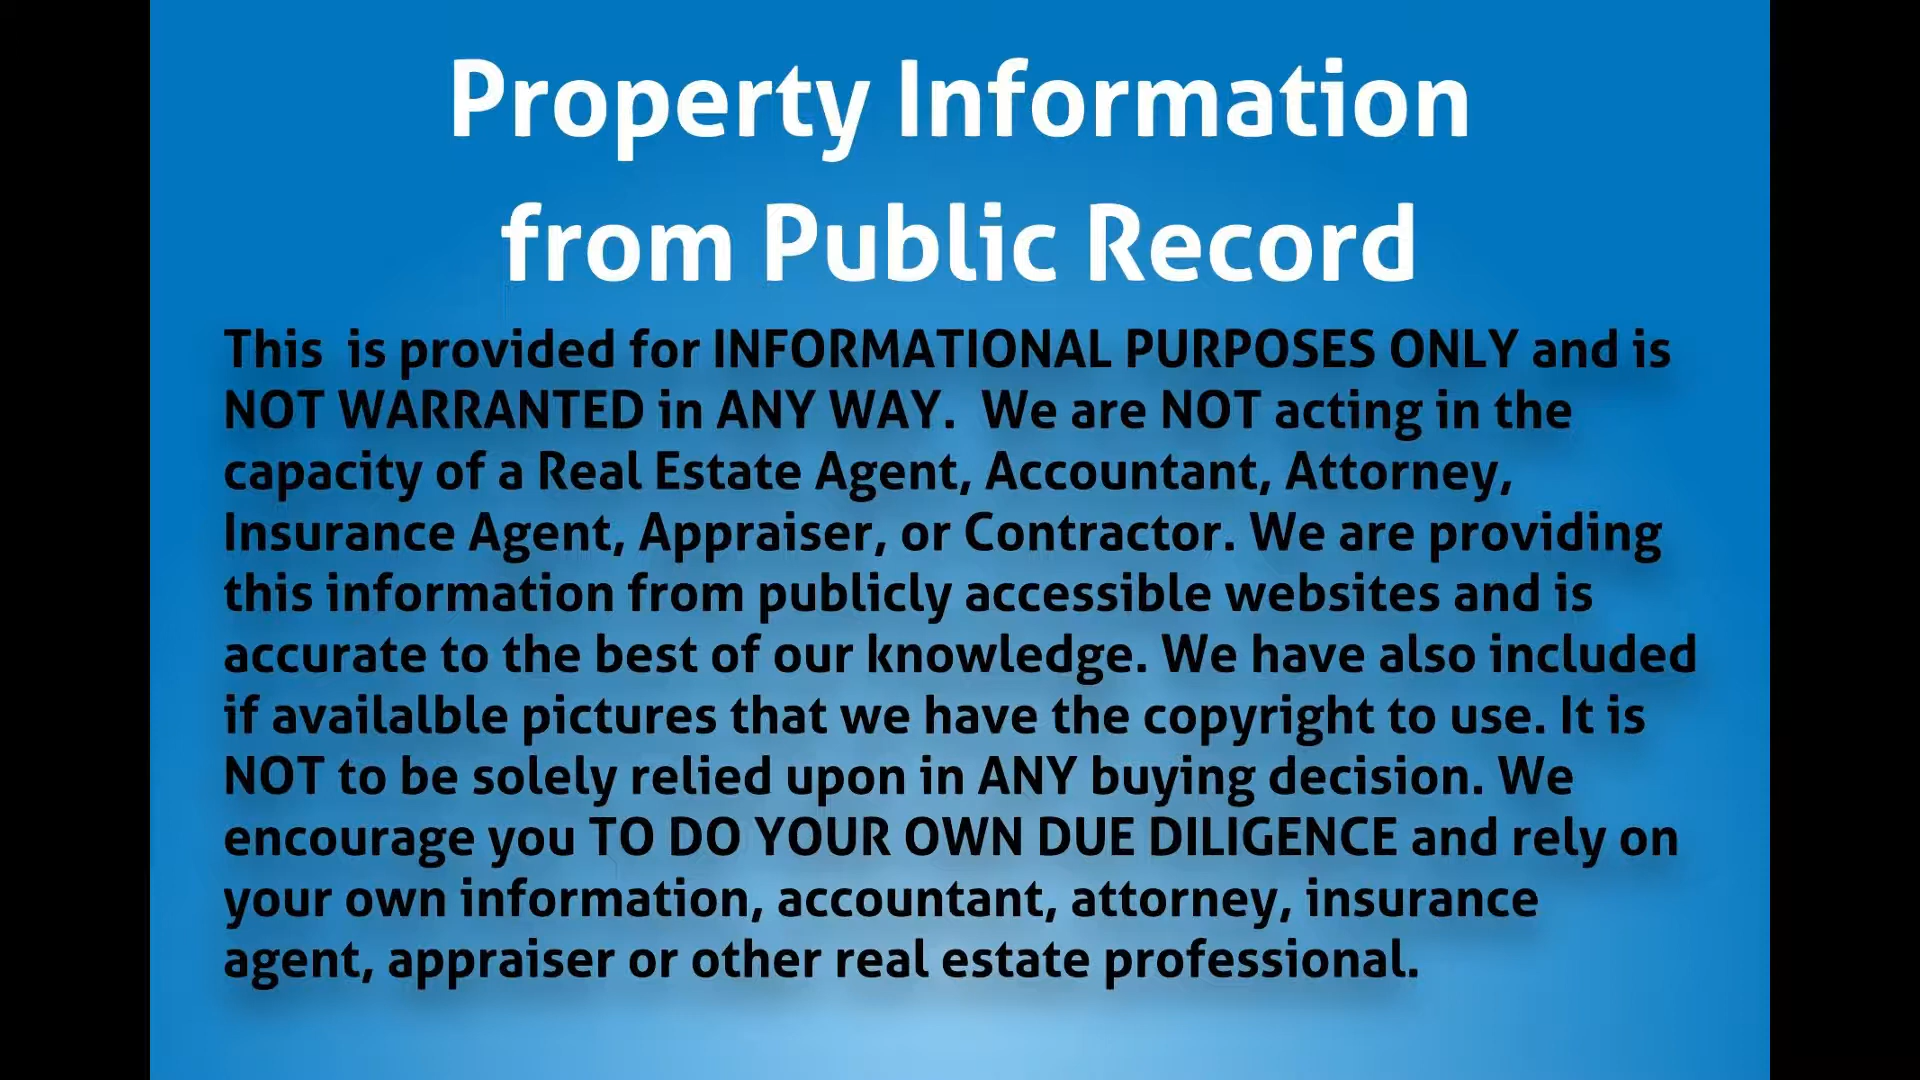 Property Information
from Public Record
This  is provided for INFORMATIONAL PURPOSES ONLY and is
NOT WARRANTED in ANY WAY.  We are NOT acting in the
capacity of a Real Estate Agent, Accountant, Attorney,
Insurance Agent, Appraiser, or Contractor. We are providing
this information from publicly accessible websites and is
accurate to the best of our knowledge. We have also included
if availalble pictures that we have the copyright to use. It is
NOT to be solely relied upon in ANY buying decision. We
encourage you TO DO YOUR OWN DUE DILIGENCE and rely on
your own information, accountant, attorney, insurance
agent, appraiser or other real estate professional.